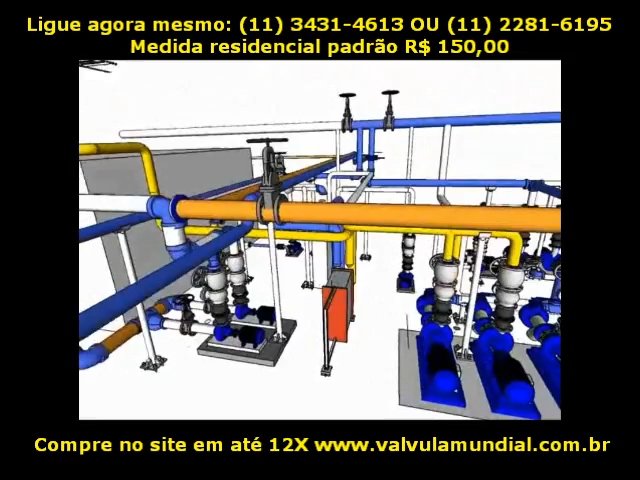 Ligue agora mesmo: (11) 3431-4613 OU (11) 2281-6195
Medida residencial padrão R$ 150,00
Compre no site em até 12X www.valvulamundial.com.br